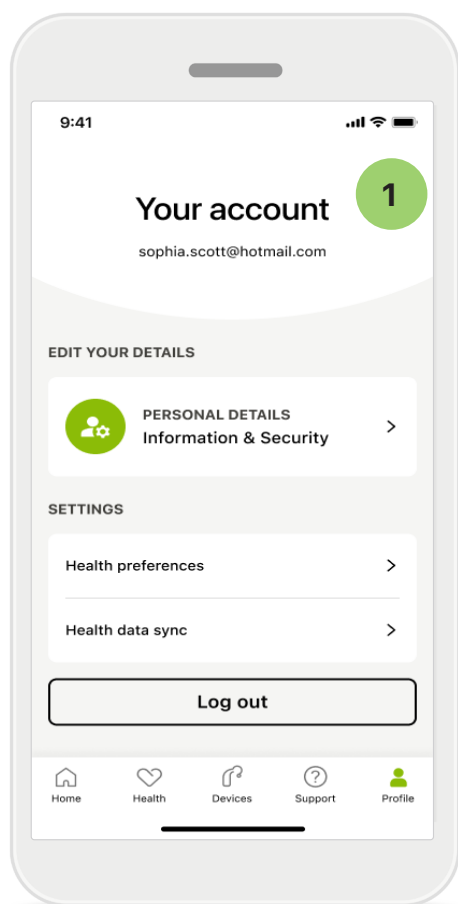 9:41
1
Your account
sophia.scott@hotmail.com
EDIT YOUR DETAILS
PERSONAL DETAILS
Information & Security
SETTINGS
Health preferences
Health data sync
Log out
Home Health Devices Support Profile